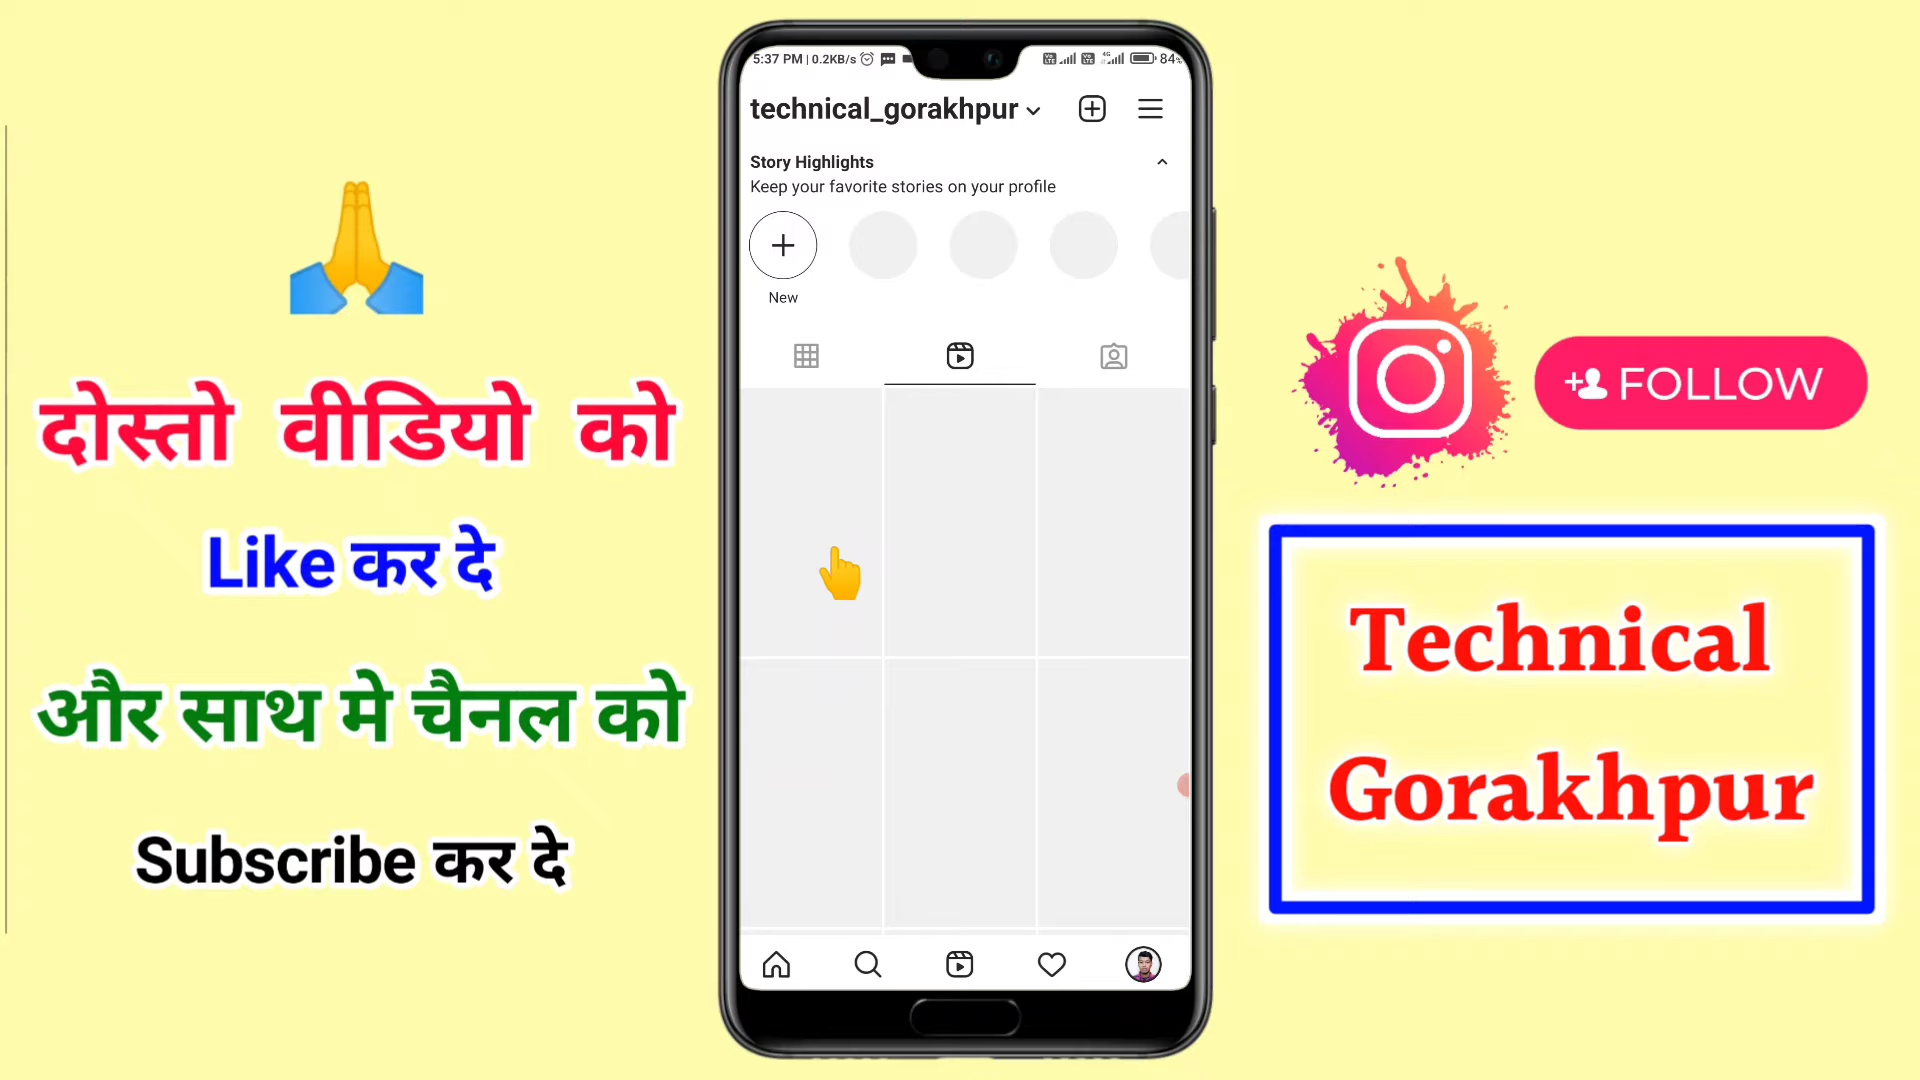 दोस्तो वीडियो को
Like कर दे
और साथ मे चैनल को
Subscribe कर दे
5:37 PM | 0.2KB/s
4G
84%
technical_gorakhpur
Story Highlights
Keep your favorite stories on your profile
New
FOLLOW
Technical
Gorakhpur